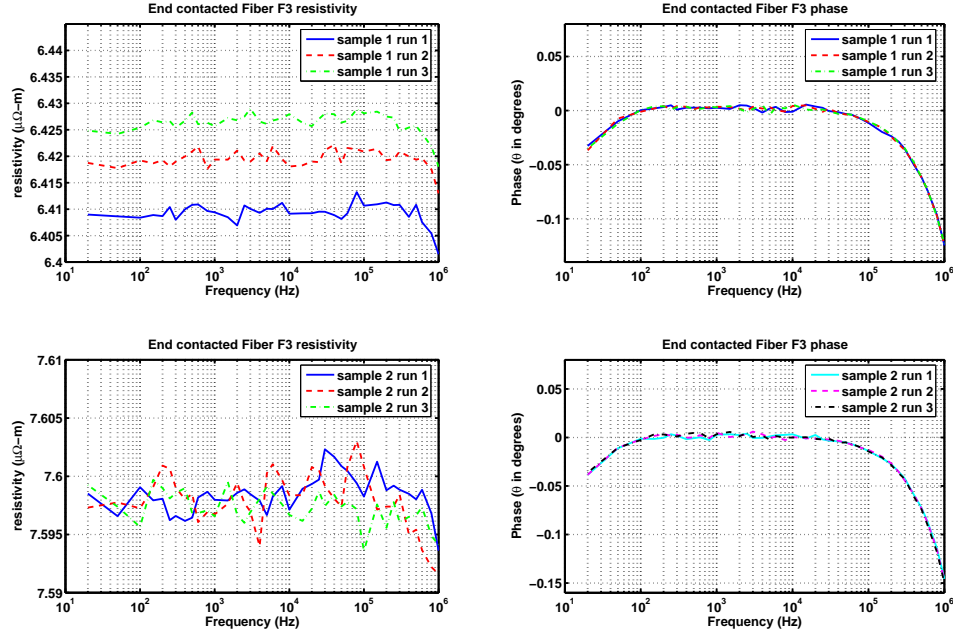 End contacted Fiber F3 resistivity
resistivity (μΩ−m)
6.44
6.435
6.43
6.425
6.42
6.415
6.41
6.405
6.4
sample 1 run 1
sample 1 run 2
sample 1 run 3
10^1 10^2 10^3 10^4 10^5 10^6
Frequency (Hz)
End contacted Fiber F3 phase
Phase (θ in degrees)
0.05
0
−0.05
−0.1
sample 1 run 1
sample 1 run 2
sample 1 run 3
10^1 10^2 10^3 10^4 10^5 10^6
Frequency (Hz)
End contacted Fiber F3 resistivity
resistivity (μΩ−m)
7.61
7.605
7.6
7.595
7.59
sample 2 run 1
sample 2 run 2
sample 2 run 3
10^1 10^2 10^3 10^4 10^5 10^6
Frequency (Hz)
End contacted Fiber F3 phase
Phase (θ in degrees)
0.05
0
−0.05
−0.1
−0.15
sample 2 run 1
sample 2 run 2
sample 2 run 3
10^1 10^2 10^3 10^4 10^5 10^6
Frequency (Hz)